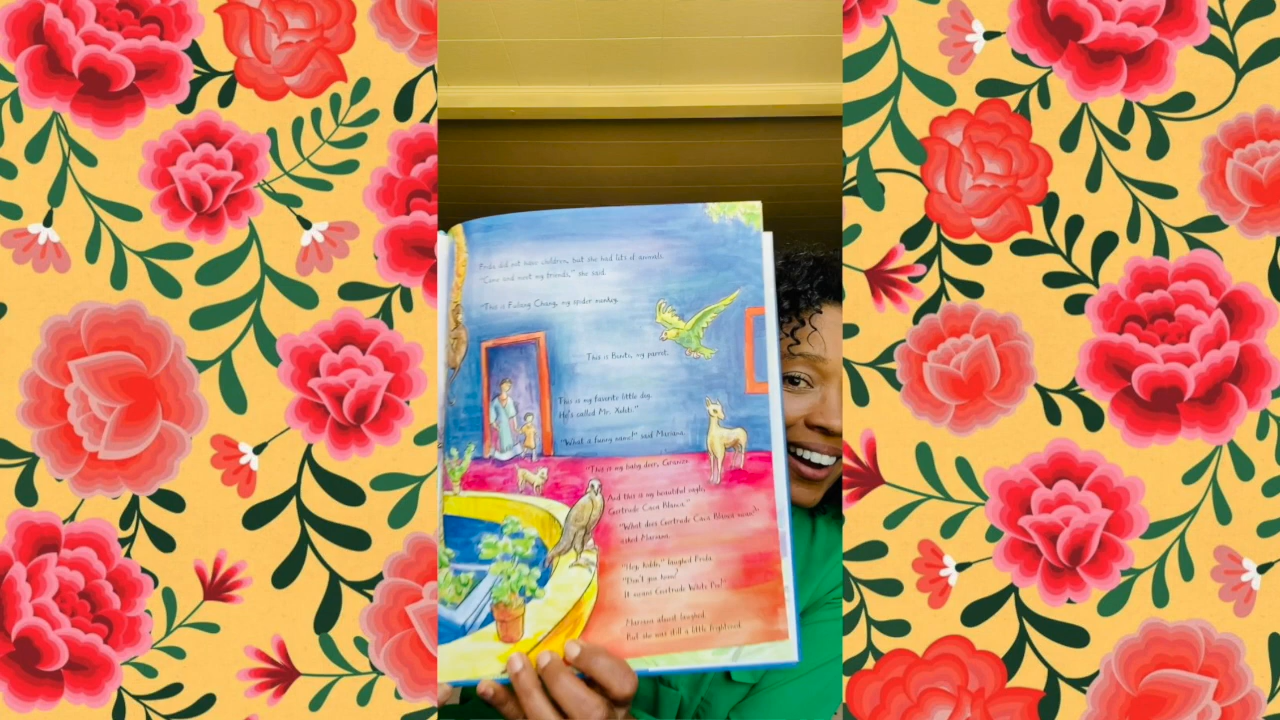 Frida did not have children, but she had lots of animals.
"Come and meet my friends," she said.
"This is Fulang Chang, my spider monkey.
This is Bonito, my parrot.
This is my favorite little dog.
He's called Mr. Xolotl."
"What a funny name!" said Mariana.
"This is my baby deer, Granizo.
And this is my beautiful eagle,
Gertrude Caca Blanca."
"What does Gertrude Caca Blanca mean?"
asked Mariana.
laughed Frida.
"Don't you know?
It means Gertrude White Poo!"
Mariana almost laughed.
But she was still a little frightened.